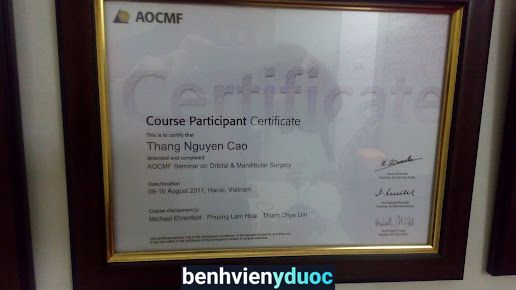 AOCMF
Certificate
Course Participant Certificate
This is to certify that
Thang Nguyen Cao
Attended and completed
AOCMF Seminar on Orbital & Mandibular Surgery
Date/location
09-10 August 2011, Hanoi, Vietnam
Course chairperson(s)
Michael Ehrenfeld Phuong Lam Hoai Thiam Chye Lim
benhvienyduoc